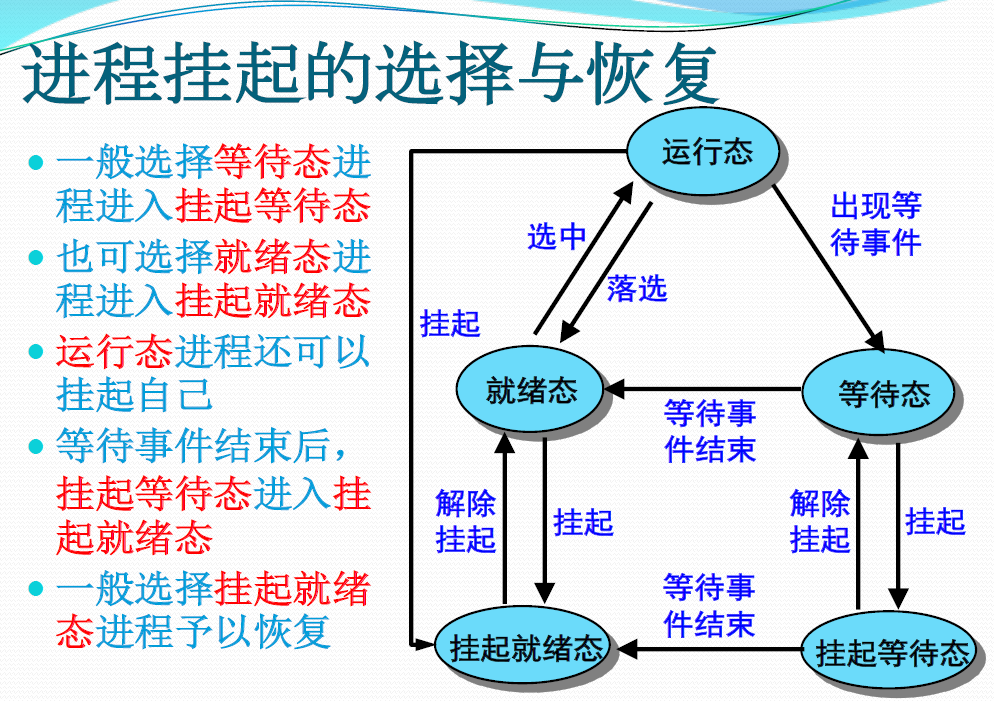 进程挂起的选择与恢复
一般选择等待态进
程进入挂起等待态
也可选择就绪态进
程进入挂起就绪态
运行态进程还可以
挂起自己
等待事件结束后，
挂起等待态进入挂
起就绪态
一般选择挂起就绪
态进程予以恢复
运行态
出现等
待事件
选中
落选
挂起
就绪态
等待态
等待事
件结束
解除
挂起
挂起
解除
挂起
挂起
等待事
件结束
挂起就绪态
挂起等待态